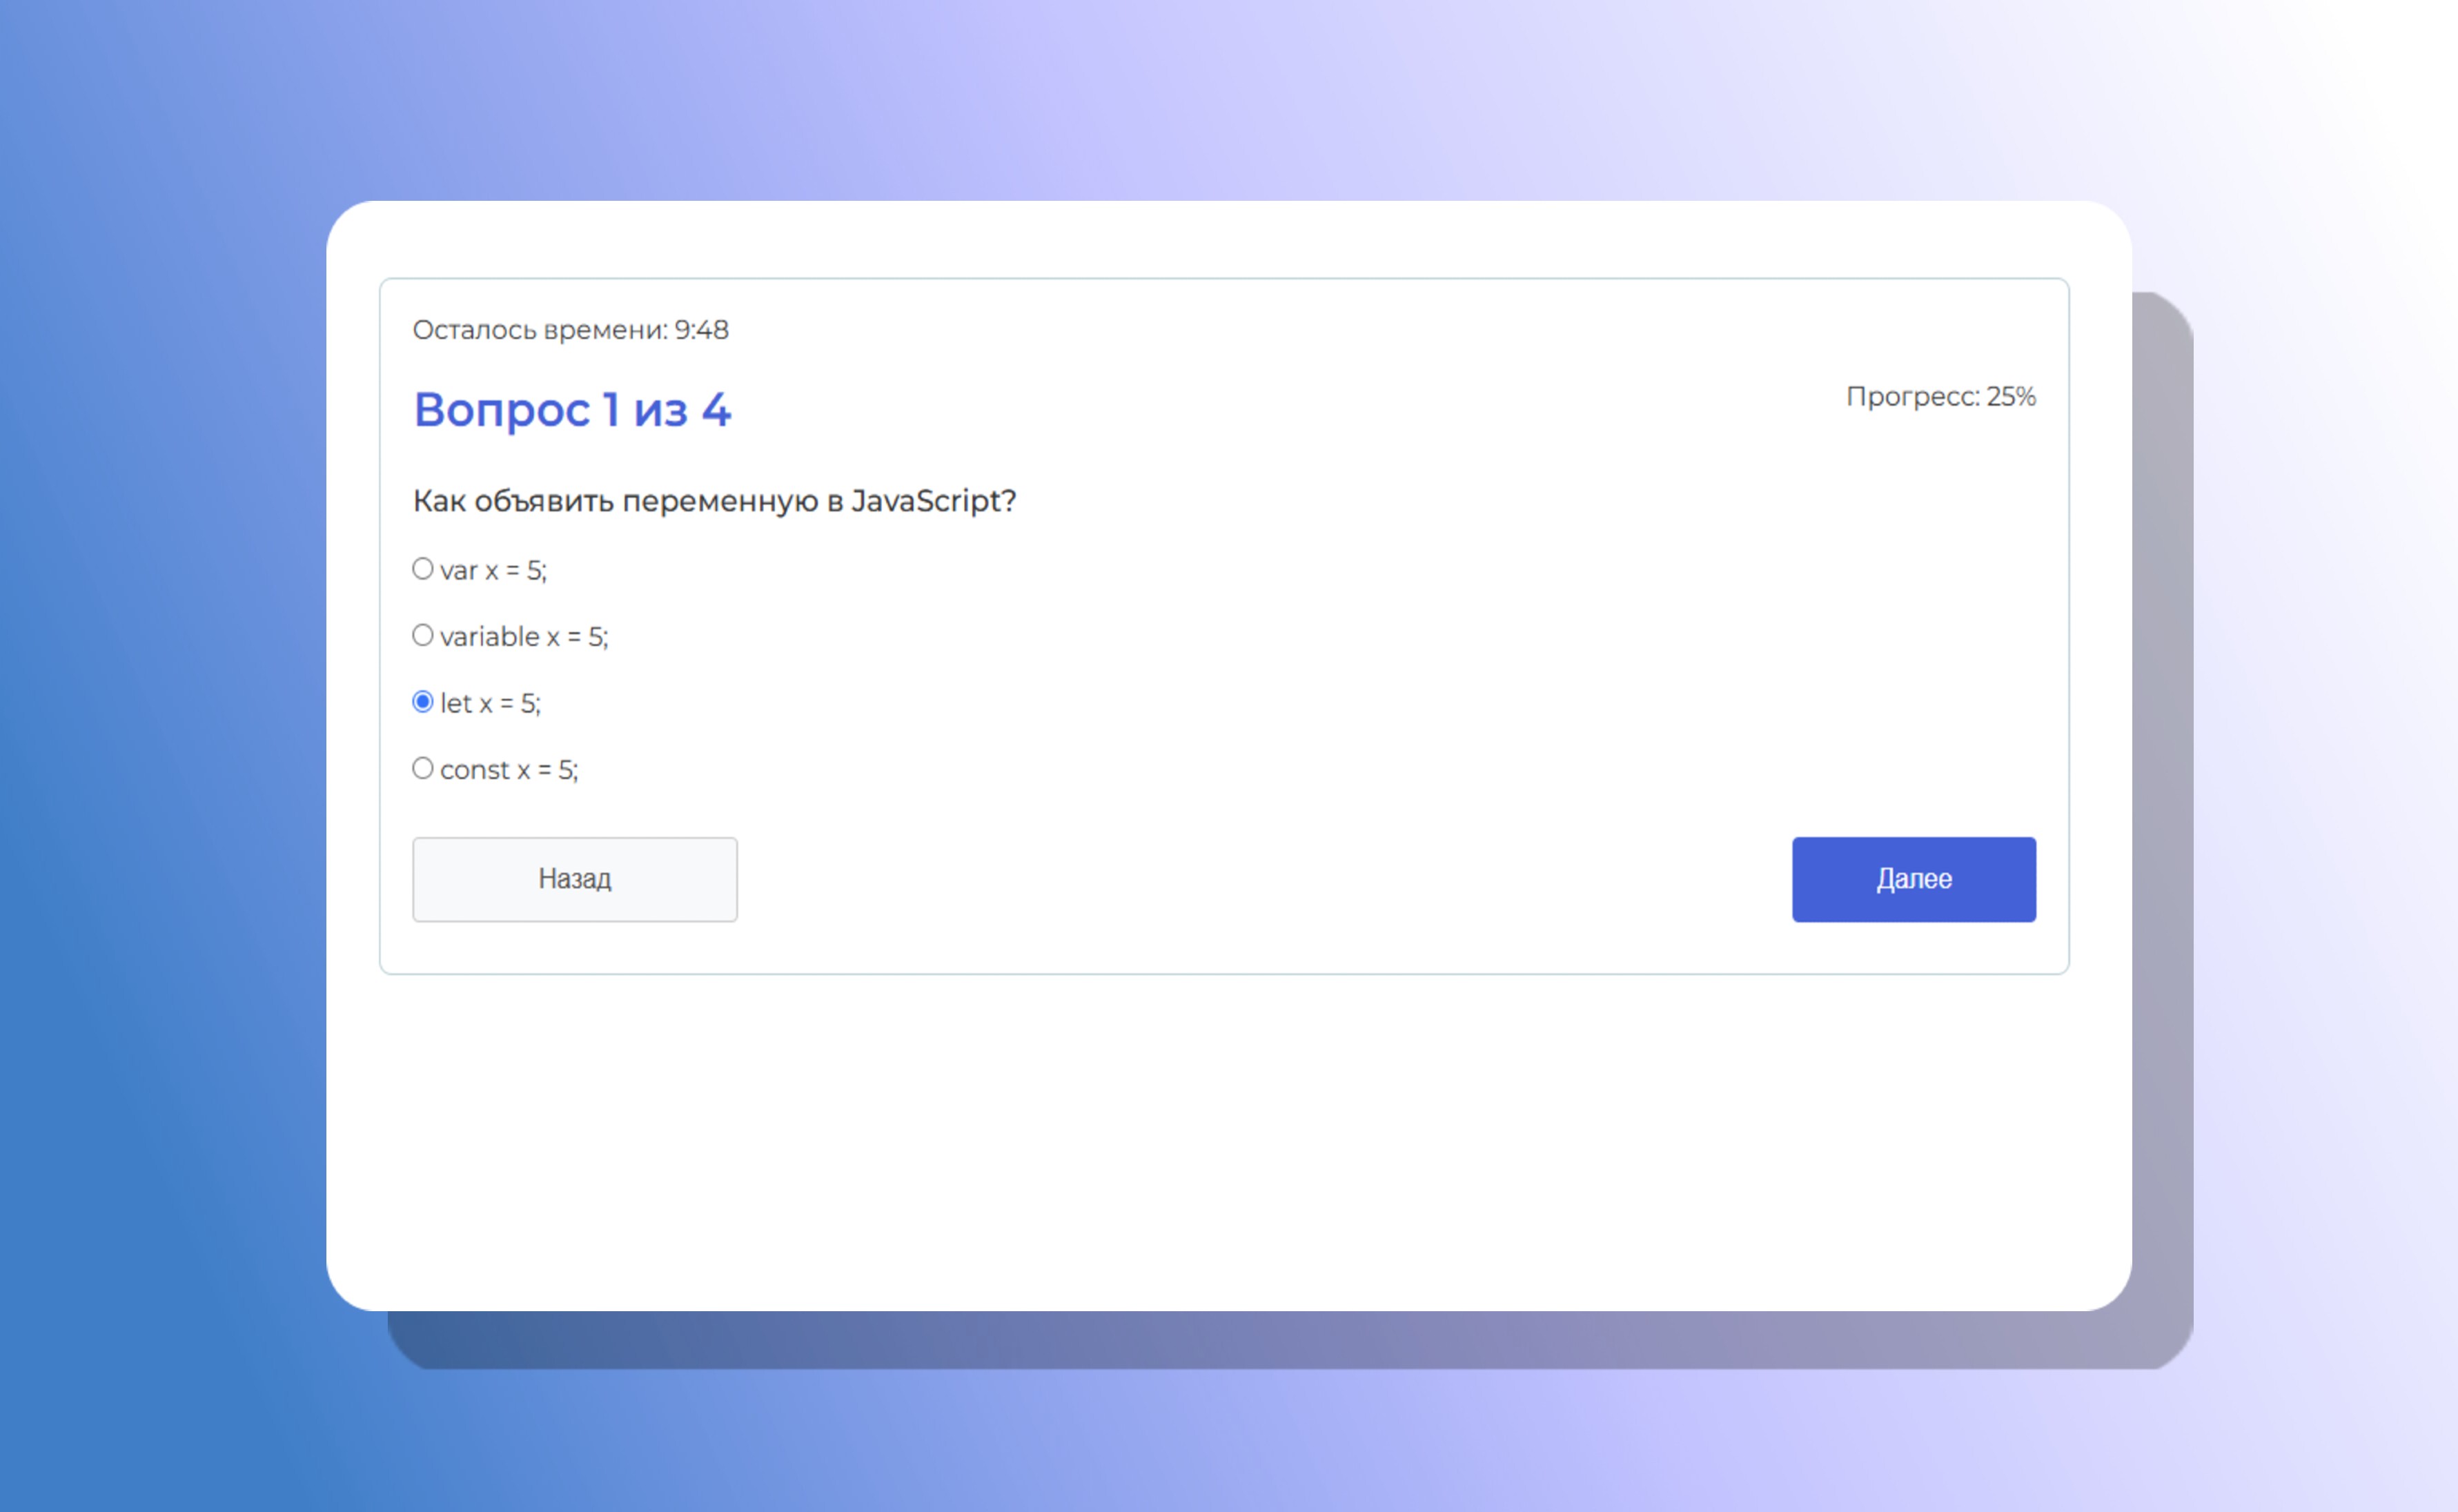 Осталось времени: 9:48
Вопрос 1 из 4
Прогресс: 25%
Как объявить переменную в JavaScript?
var x = 5;
variable x = 5;
let x = 5;
const x = 5;
Назад
Далее